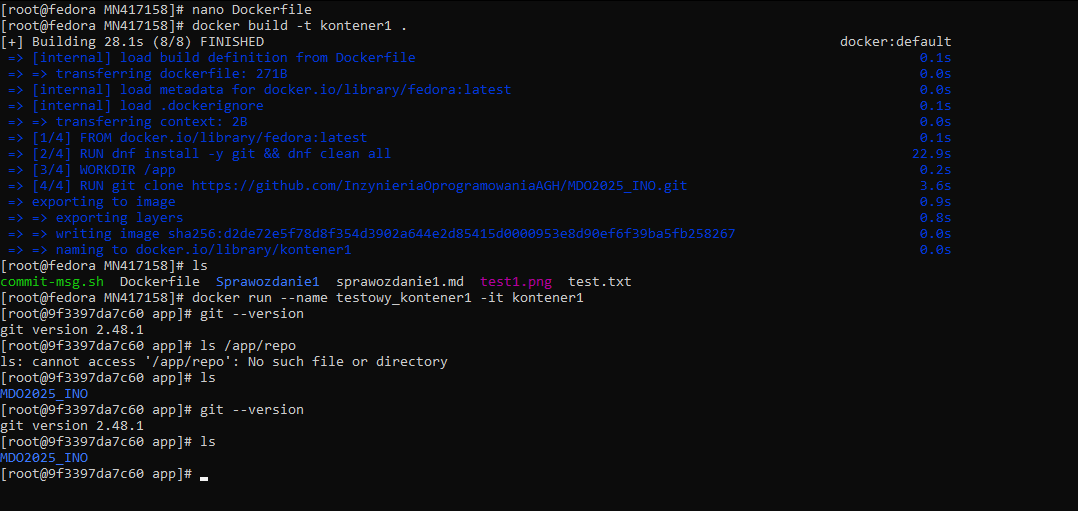 [root@fedora MN417158]# nano Dockerfile
[root@fedora MN417158]# docker build -t kontener1 .
[+] Building 28.1s (8/8) FINISHED docker:default
=> [internal] load build definition from Dockerfile 0.1s
=> => transferring dockerfile: 271B 0.0s
=> [internal] load metadata for docker.io/library/fedora:latest 0.0s
=> [internal] load .dockerignore 0.1s
=> => transferring context: 2B 0.0s
=> [1/4] FROM docker.io/library/fedora:latest 0.1s
=> [2/4] RUN dnf install -y git && dnf clean all 22.9s
=> [3/4] WORKDIR /app 0.2s
=> [4/4] RUN git clone https://github.com/InzynieriaOprogramowaniaAGH/MDO2025_INO.git 3.6s
=> exporting to image 0.9s
=> => exporting layers 0.8s
=> => writing image sha256:d2de72e5f78d8f354d3902a644e2d85415d0000953e8d90ef6f39ba5fb258267 0.0s
=> => naming to docker.io/library/kontener1 0.0s
[root@fedora MN417158]# ls
commit-msg.sh Dockerfile Sprawozdanie1 sprawozdanie1.md test1.png test.txt
[root@fedora MN417158]# docker run --name testowy_kontener1 -it kontener1
[root@9f3397da7c60 app]# git --version
git version 2.48.1
[root@9f3397da7c60 app]# ls /app/repo
ls: cannot access '/app/repo': No such file or directory
[root@9f3397da7c60 app]# ls
MDO2025_INO
[root@9f3397da7c60 app]# git --version
git version 2.48.1
[root@9f3397da7c60 app]# ls
MDO2025_INO
[root@9f3397da7c60 app]#